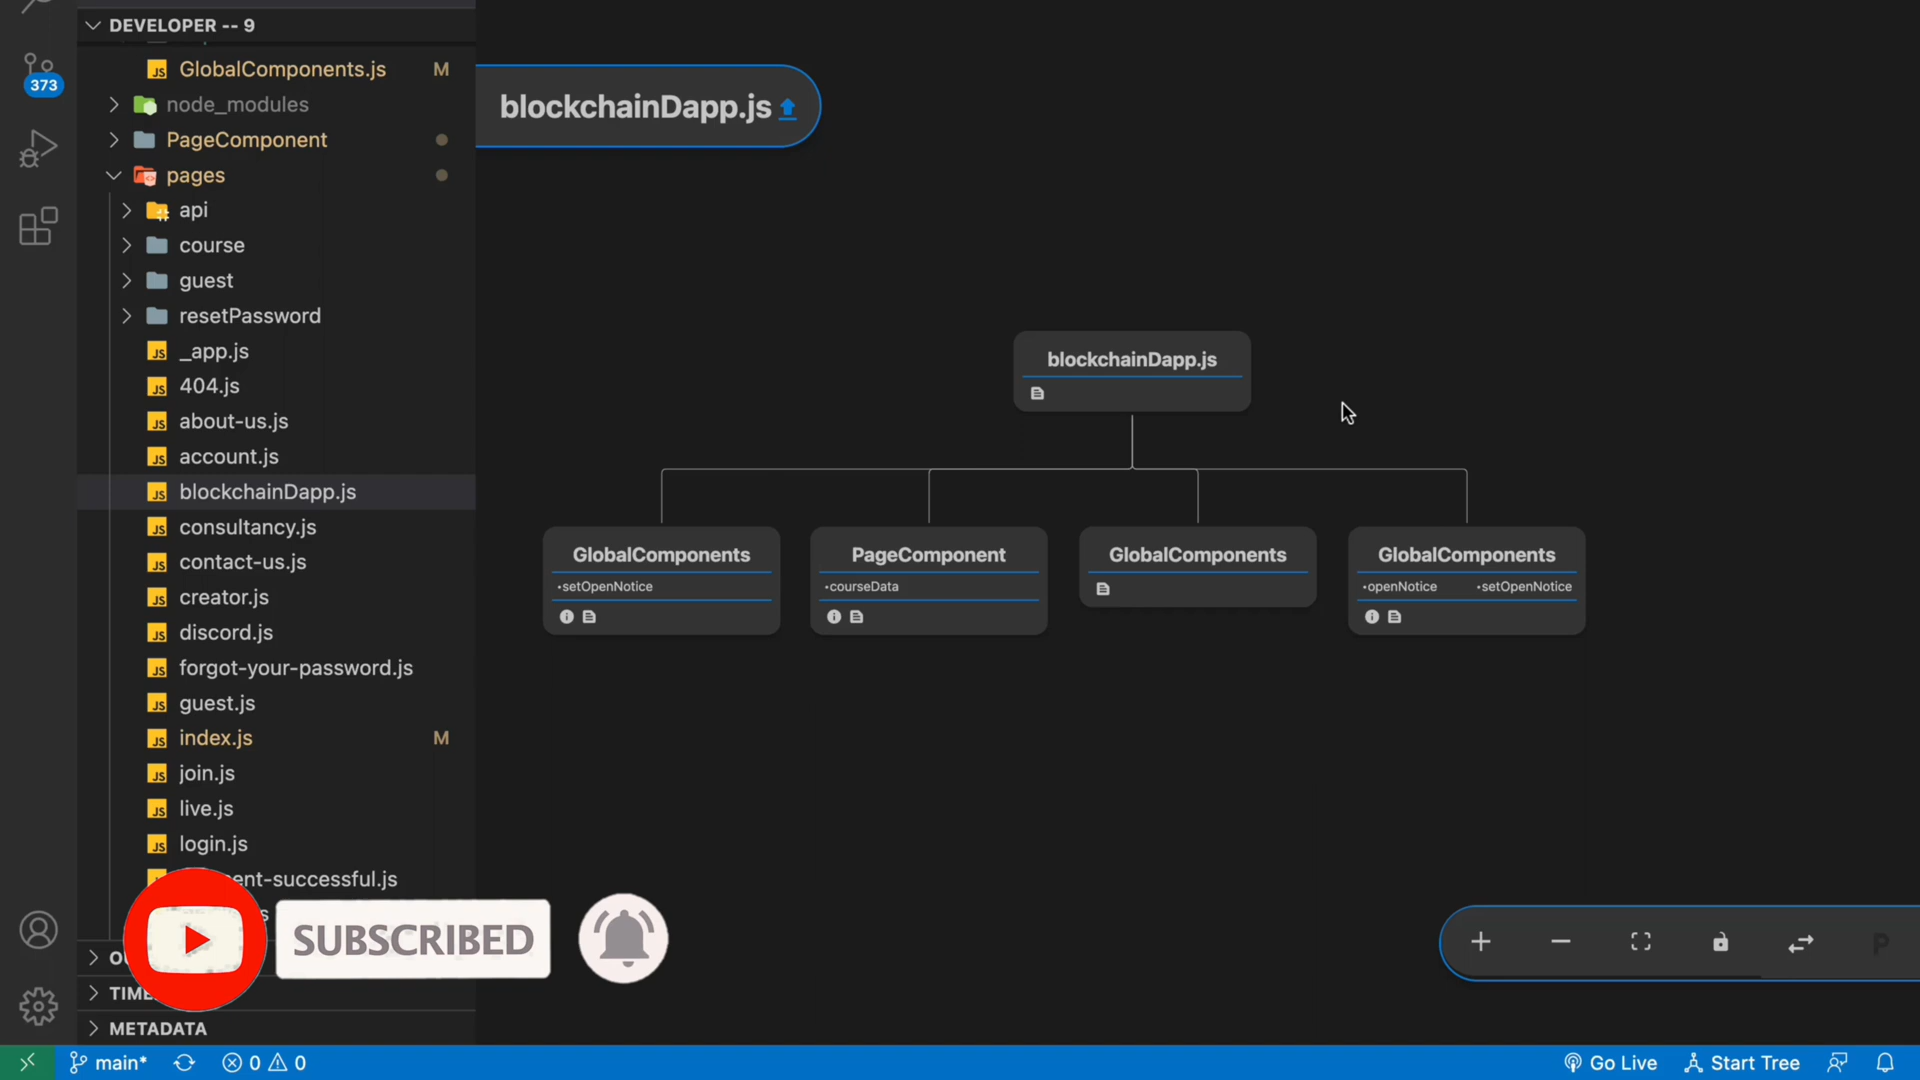 DEVELOPER -- 9
GlobalComponents.js M
node_modules
PageComponent
pages
api
course
guest
resetPassword
_app.js
404.js
about-us.js
account.js
blockchainDapp.js
consultancy.js
contact-us.js
creator.js
discord.js
forgot-your-password.js
guest.js
index.js M
join.js
live.js
login.js
ent-successful.js
TIME
METADATA
373
blockchainDapp.js
blockchainDapp.js
GlobalComponents
•setOpenNotice
PageComponent
•courseData
GlobalComponents
GlobalComponents
•openNotice •setOpenNotice
SUBSCRIBED
P
main* 0 0
Go Live Start Tree